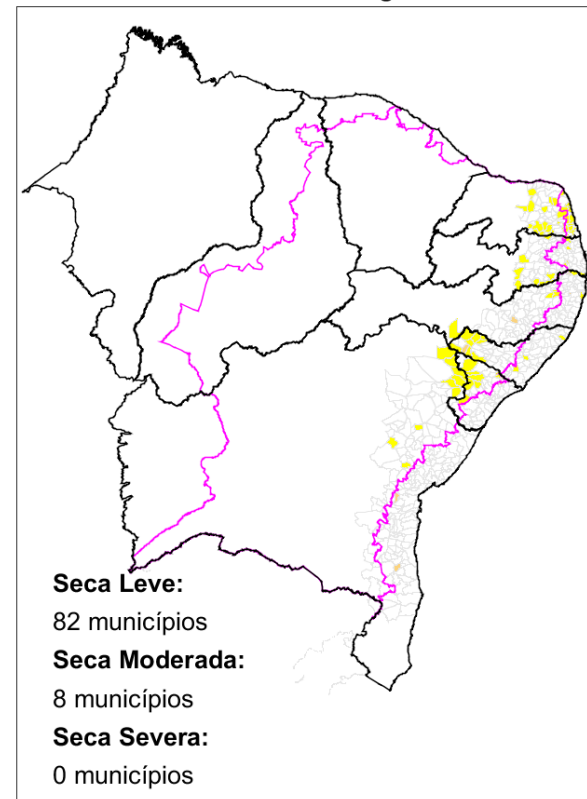 Seca Leve:
82 municípios
Seca Moderada:
8 municípios
Seca Severa:
0 municípios